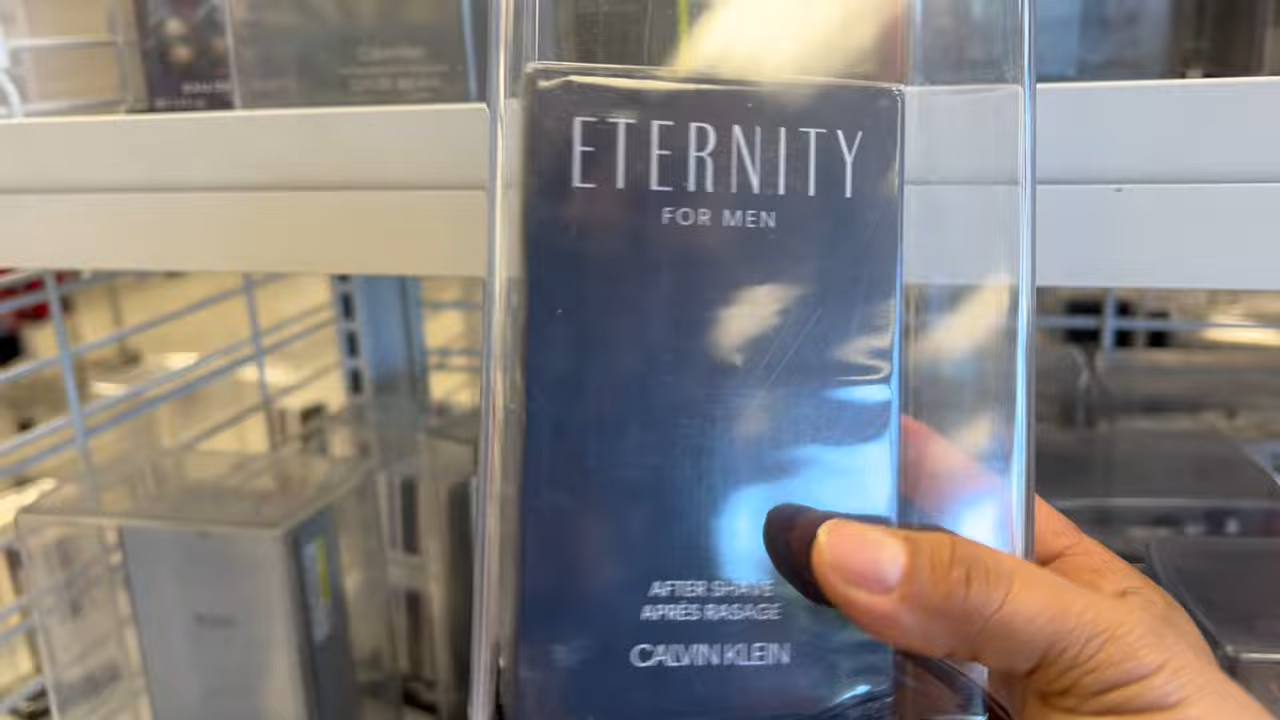 ETERNITY
FOR MEN
AFTER SHAVE
APRÈS RASAGE
CALVIN KLEIN